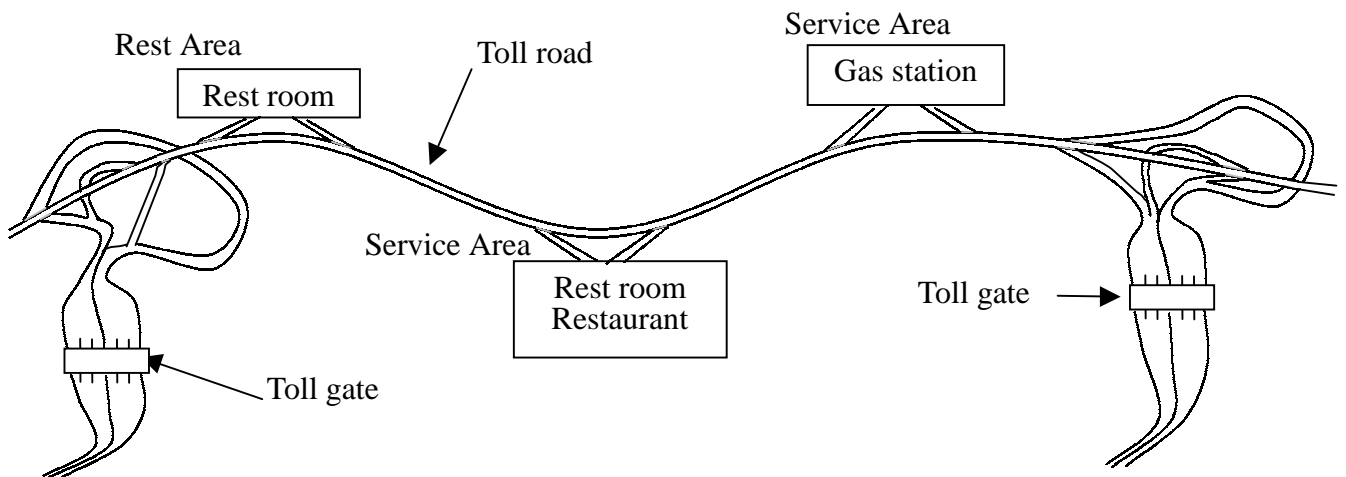 Service Area
Rest Area
Toll road
Gas station
Rest room
Service Area
Rest room
Restaurant
Toll gate
Toll gate